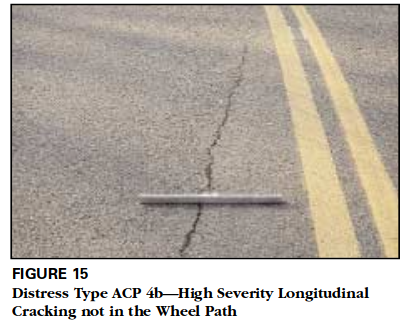 FIGURE 15
Distress Type ACP 4b—High Severity Longitudinal
Cracking not in the Wheel Path